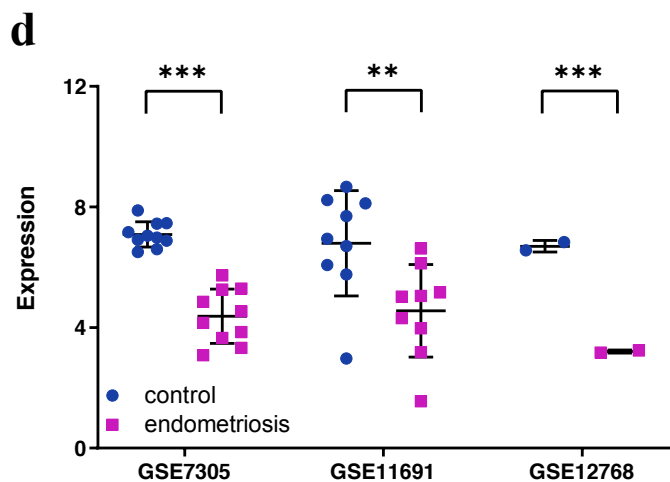 d
*** ** ***
12
8
4
0
Expression
control
endometriosis
GSE7305 GSE11691 GSE12768